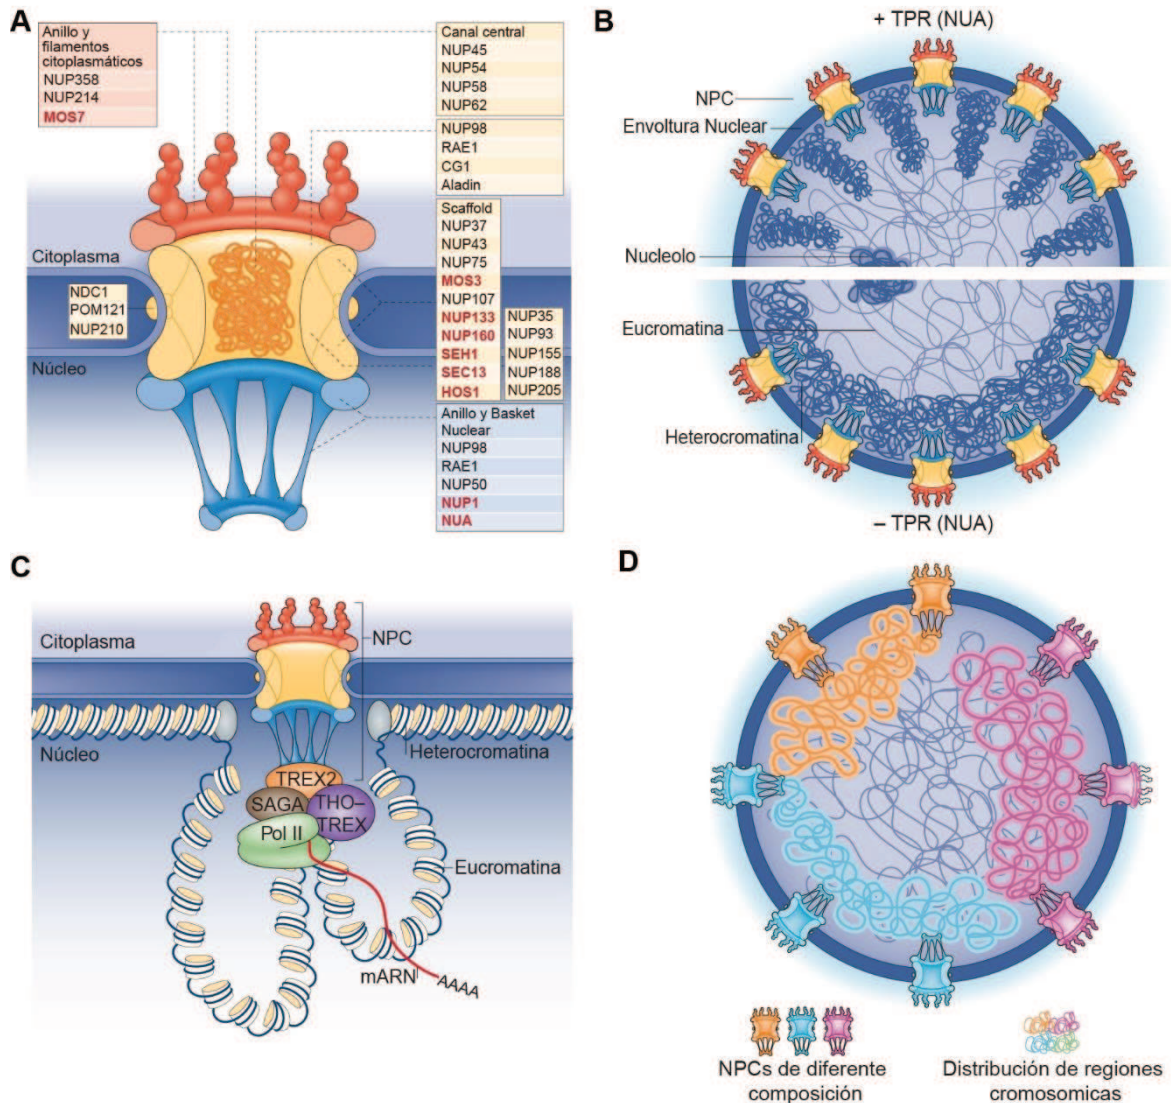 A
Anillo y
filamentos
citoplasmáticos
NUP358
NUP214
MOS7
Canal central
NUP45
NUP54
NUP58
NUP62
NUP98
RAE1
CG1
Aladin
Scaffold
NUP37
NUP43
NUP75
MOS3
NUP107
NUP133
NUP160
SEH1
SEC13
HOS1
NUP35
NUP93
NUP155
NUP188
NUP205
Anillo y Basket
Nuclear
NUP98
RAE1
NUP50
NUP1
NUA
Citoplasma
NDC1
POM121
NUP210
Núcleo
B
+ TPR (NUA)
NPC
Envoltura Nuclear
Nucleolo
Eucromatina
Heterocromatina
– TPR (NUA)
C
Citoplasma
NPC
Núcleo
Heterocromatina
TREX2
SAGA
THO–
TREX
Pol II
Eucromatina
mARN
AAAA
D
NPCs de diferente
composición
Distribución de regiones
cromosomicas